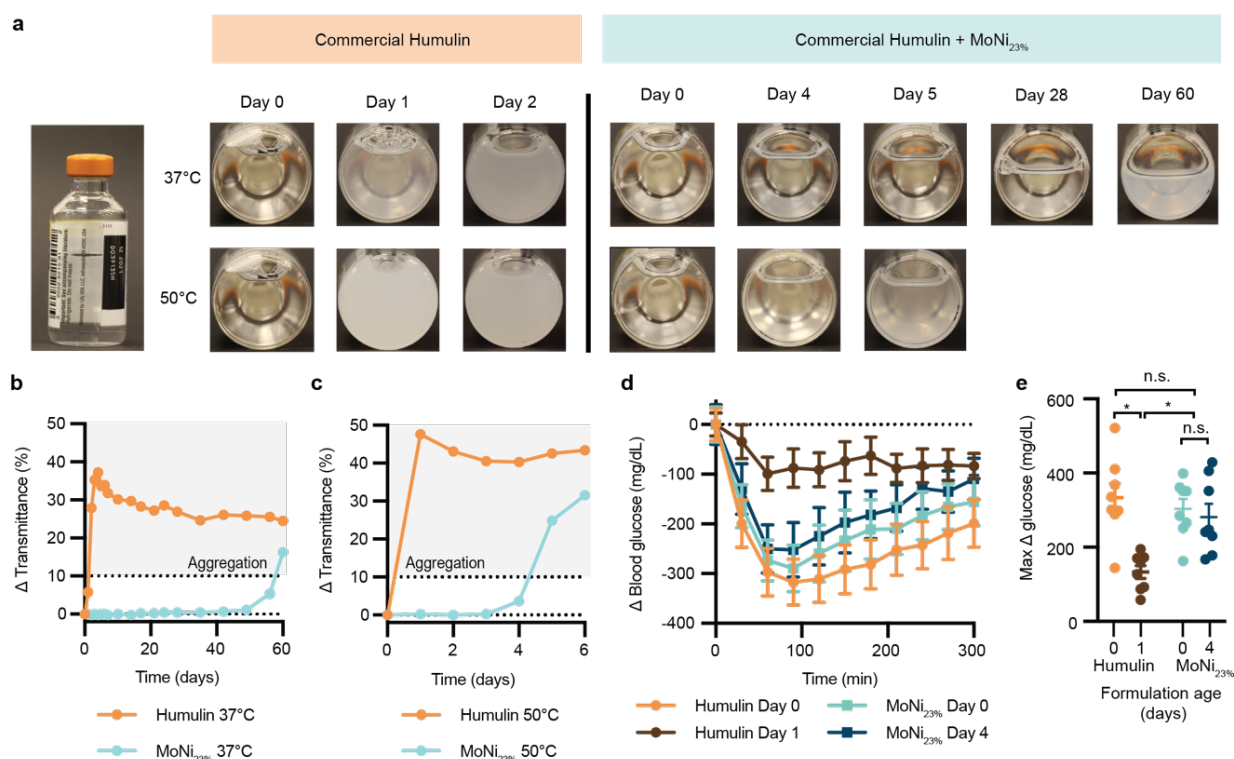 a
Commercial Humulin
Commercial Humulin + MoNi23%
Day 0
Day 1
Day 2
Day 0
Day 4
Day 5
Day 28
Day 60
37°C
50°C
b
Δ Transmittance (%)
50
40
30
20
10
0
Aggregation
0
20
40
60
Time (days)
Humulin 37°C
MoNi23% 37°C
c
Δ Transmittance (%)
50
40
30
20
10
0
Aggregation
0
2
4
6
Time (days)
Humulin 50°C
MoNi23% 50°C
d
Δ Blood glucose (mg/dL)
0
-100
-200
-300
-400
0
100
200
300
Time (min)
Humulin Day 0
Humulin Day 1
MoNi23% Day 0
MoNi23% Day 4
e
n.s.
*
*
n.s.
Max Δ glucose (mg/dL)
600
400
200
0
0 1 0 4
Humulin MoNi23%
Formulation age
(days)